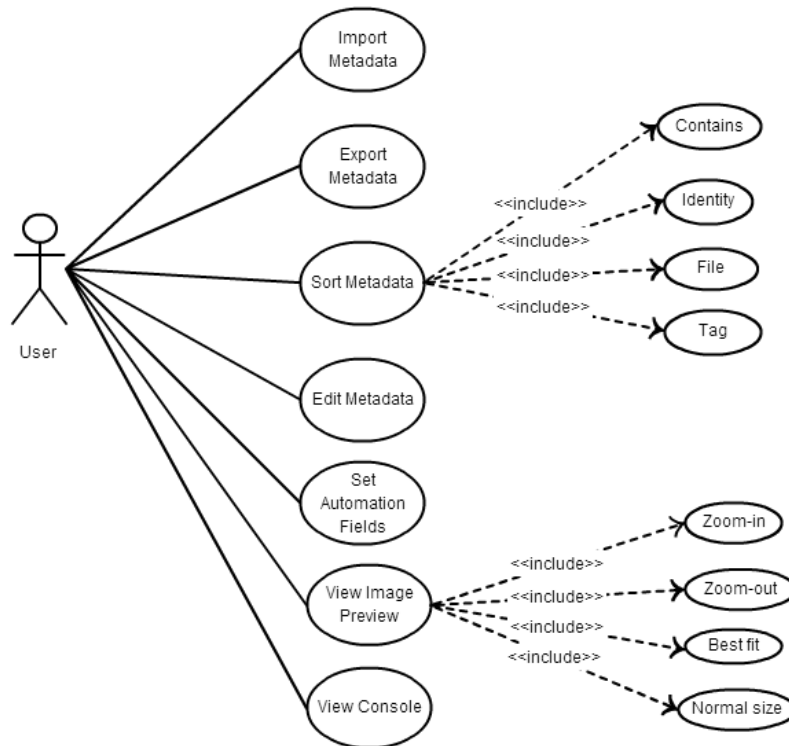 Import
Metadata
Export
Metadata
Contains
<<include>>
Identity
<<include>>
Sort Metadata
<<include>>
File
<<include>>
Tag
User
Edit Metadata
Set
Automation
Fields
Zoom-in
<<include>>
View Image
Preview
<<include>>
Zoom-out
<<include>>
Best fit
<<include>>
Normal size
View Console